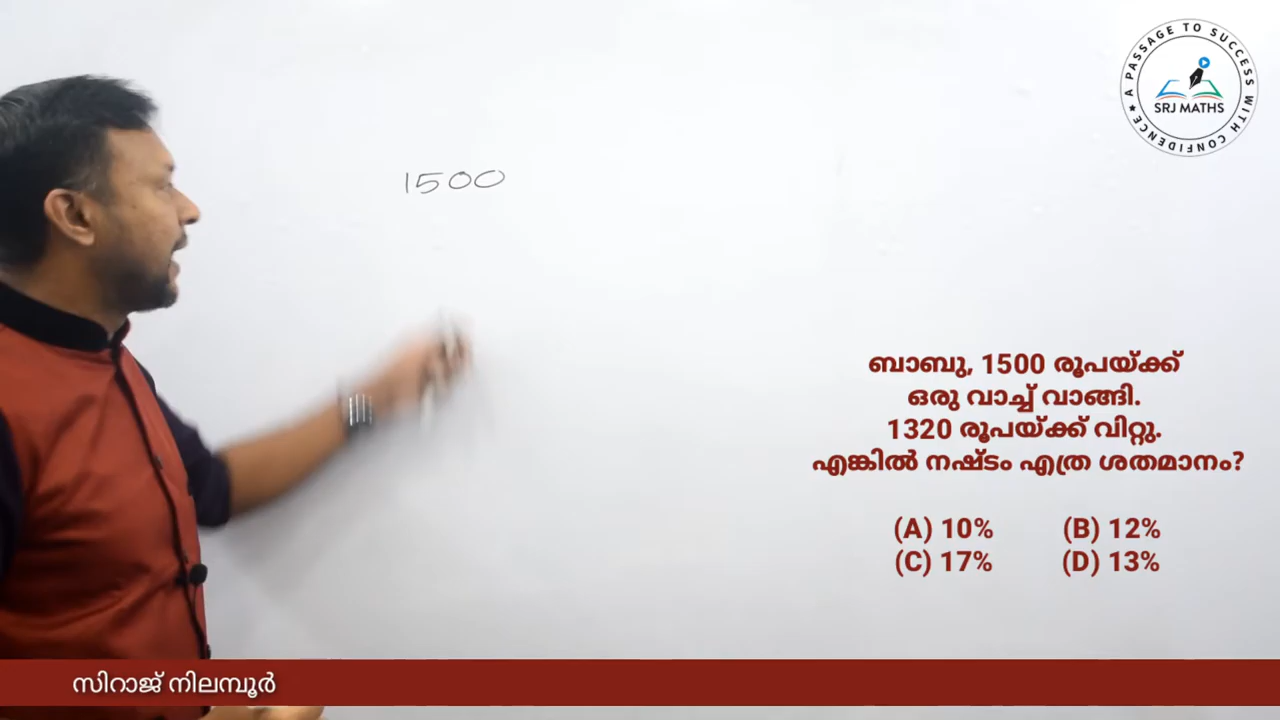 A PASSAGE TO SUCCESS WITH CONFIDENCE
SRJ MATHS
1500
ബാബു, 1500 രൂപയ്ക്ക്
ഒരു വാച്ച് വാങ്ങി.
1320 രൂപയ്ക്ക് വിറ്റു.
എങ്കിൽ നഷ്ടം എത്ര ശതമാനം?
(A) 10% (B) 12%
(C) 17% (D) 13%
സിറാജ് നിലമ്പൂർ